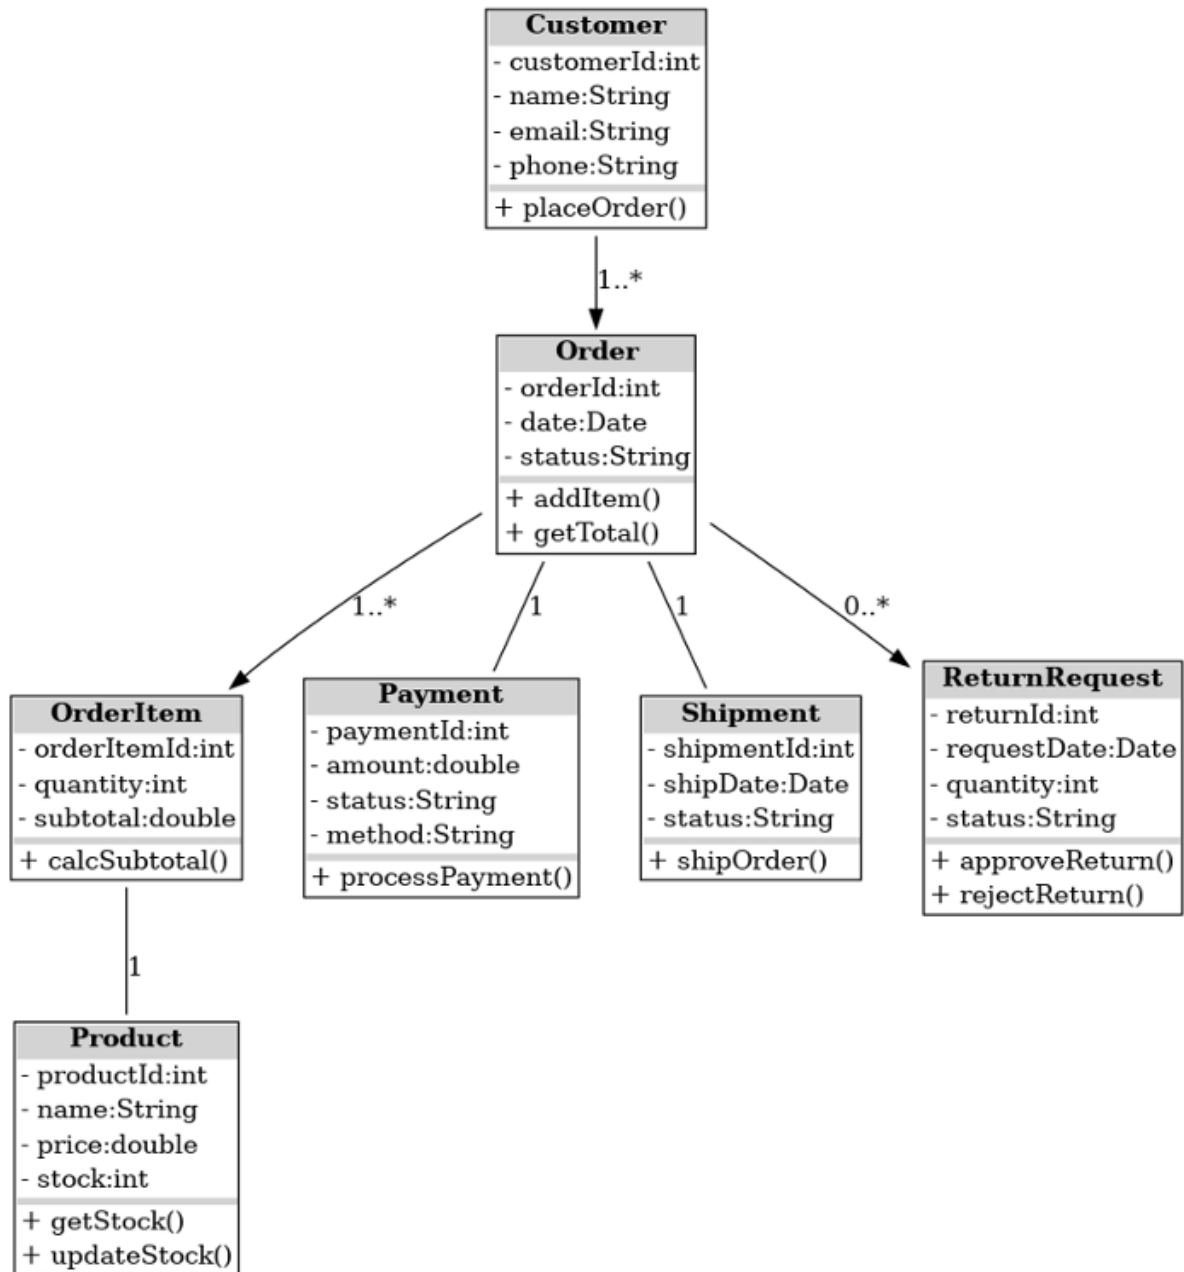 Customer
- customerId:int
- name:String
- email:String
- phone:String
+ placeOrder()
1..*
Order
- orderId:int
- date:Date
- status:String
+ addItem()
+ getTotal()
1..*
1
1
0..*
OrderItem
- orderItemId:int
- quantity:int
- subtotal:double
+ calcSubtotal()
Payment
- paymentId:int
- amount:double
- status:String
- method:String
+ processPayment()
Shipment
- shipmentId:int
- shipDate:Date
- status:String
+ shipOrder()
ReturnRequest
- returnId:int
- requestDate:Date
- quantity:int
- status:String
+ approveReturn()
+ rejectReturn()
1
Product
- productId:int
- name:String
- price:double
- stock:int
+ getStock()
+ updateStock()